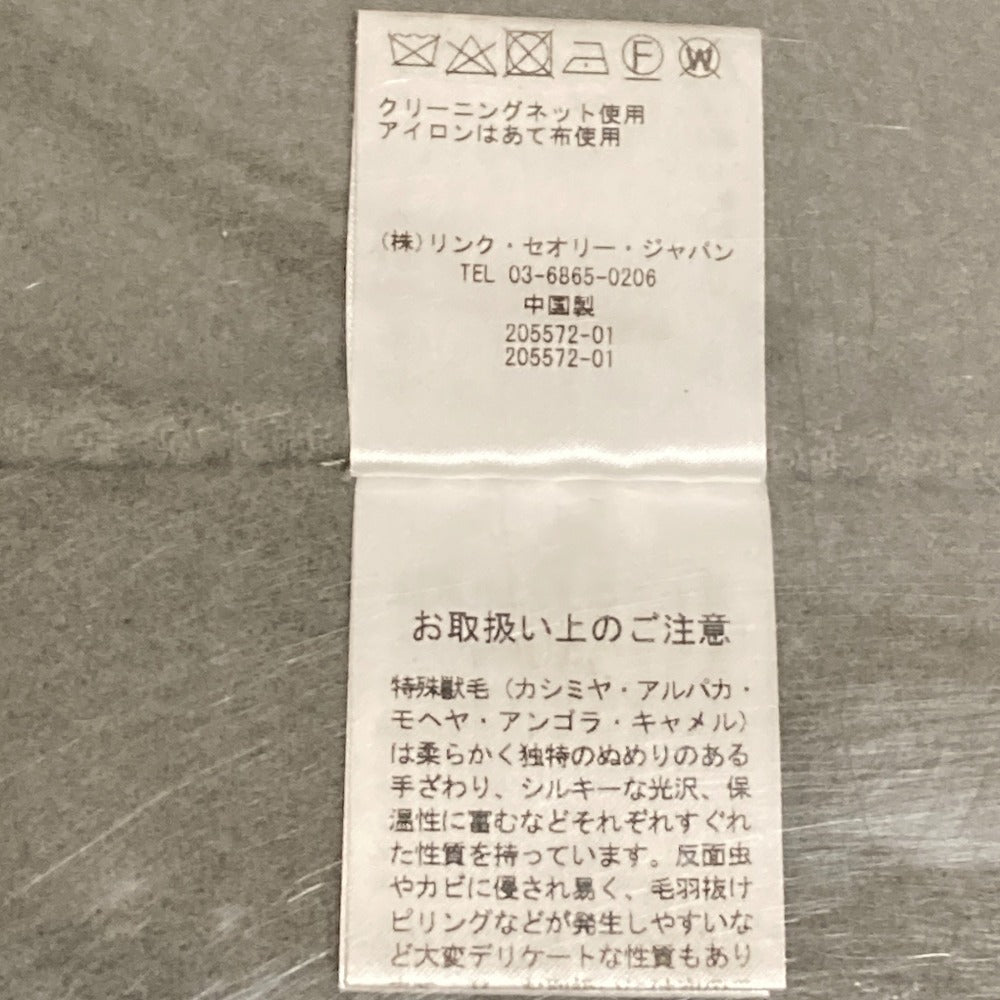 F W
クリーニングネット使用
アイロンはあて布使用
(株)リンク・セオリー・ジャパン
TEL 03-6865-0206
中国製
205572-01
205572-01
お取扱い上のご注意
特殊獣毛(カシミヤ・アルパカ・
モヘヤ・アンゴラ・キャメル)
は柔らかく独特のぬめりのある
手ざわり、シルキーな光沢、保
温性に富むなどそれぞれすぐれ
た性質を持っています。反面虫
やカビに優され易く、毛羽抜け
ピリングなどが発生しやすいな
ど大変デリケートな性質もあり